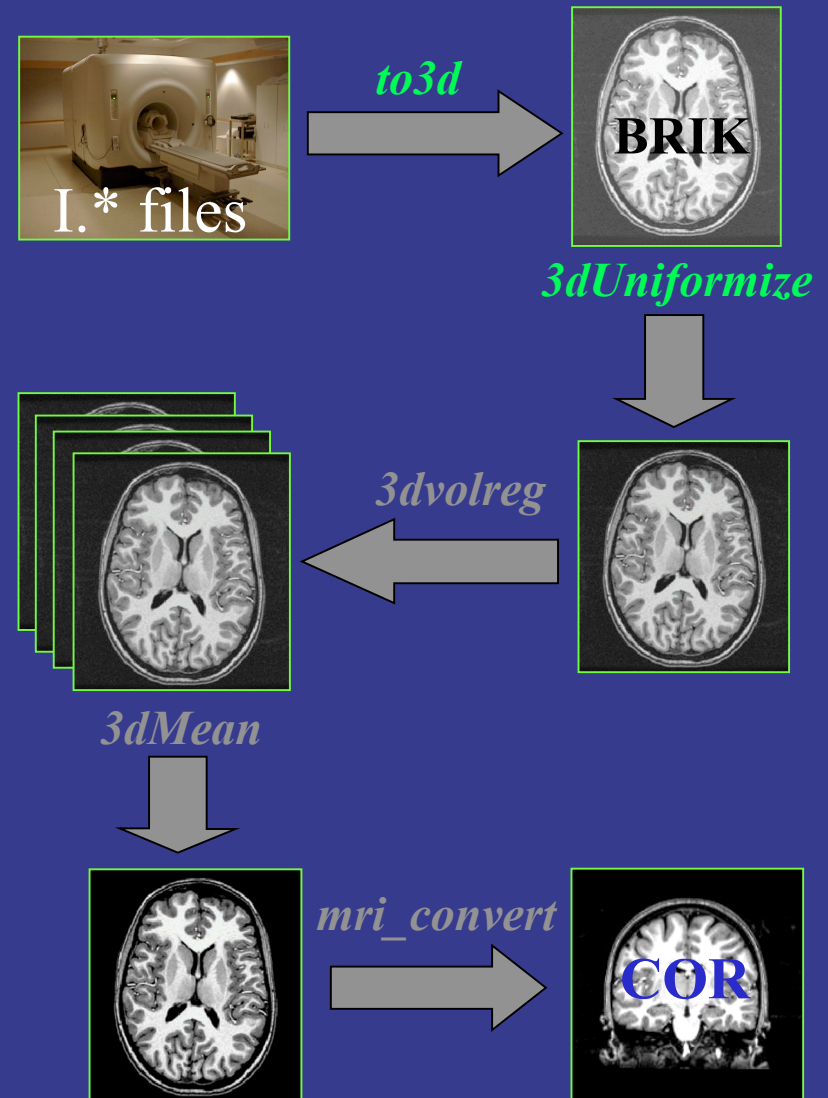 to3d
I.* files
BRIK
3dUniformize
3dvolreg
3dMean
mri_convert
COR